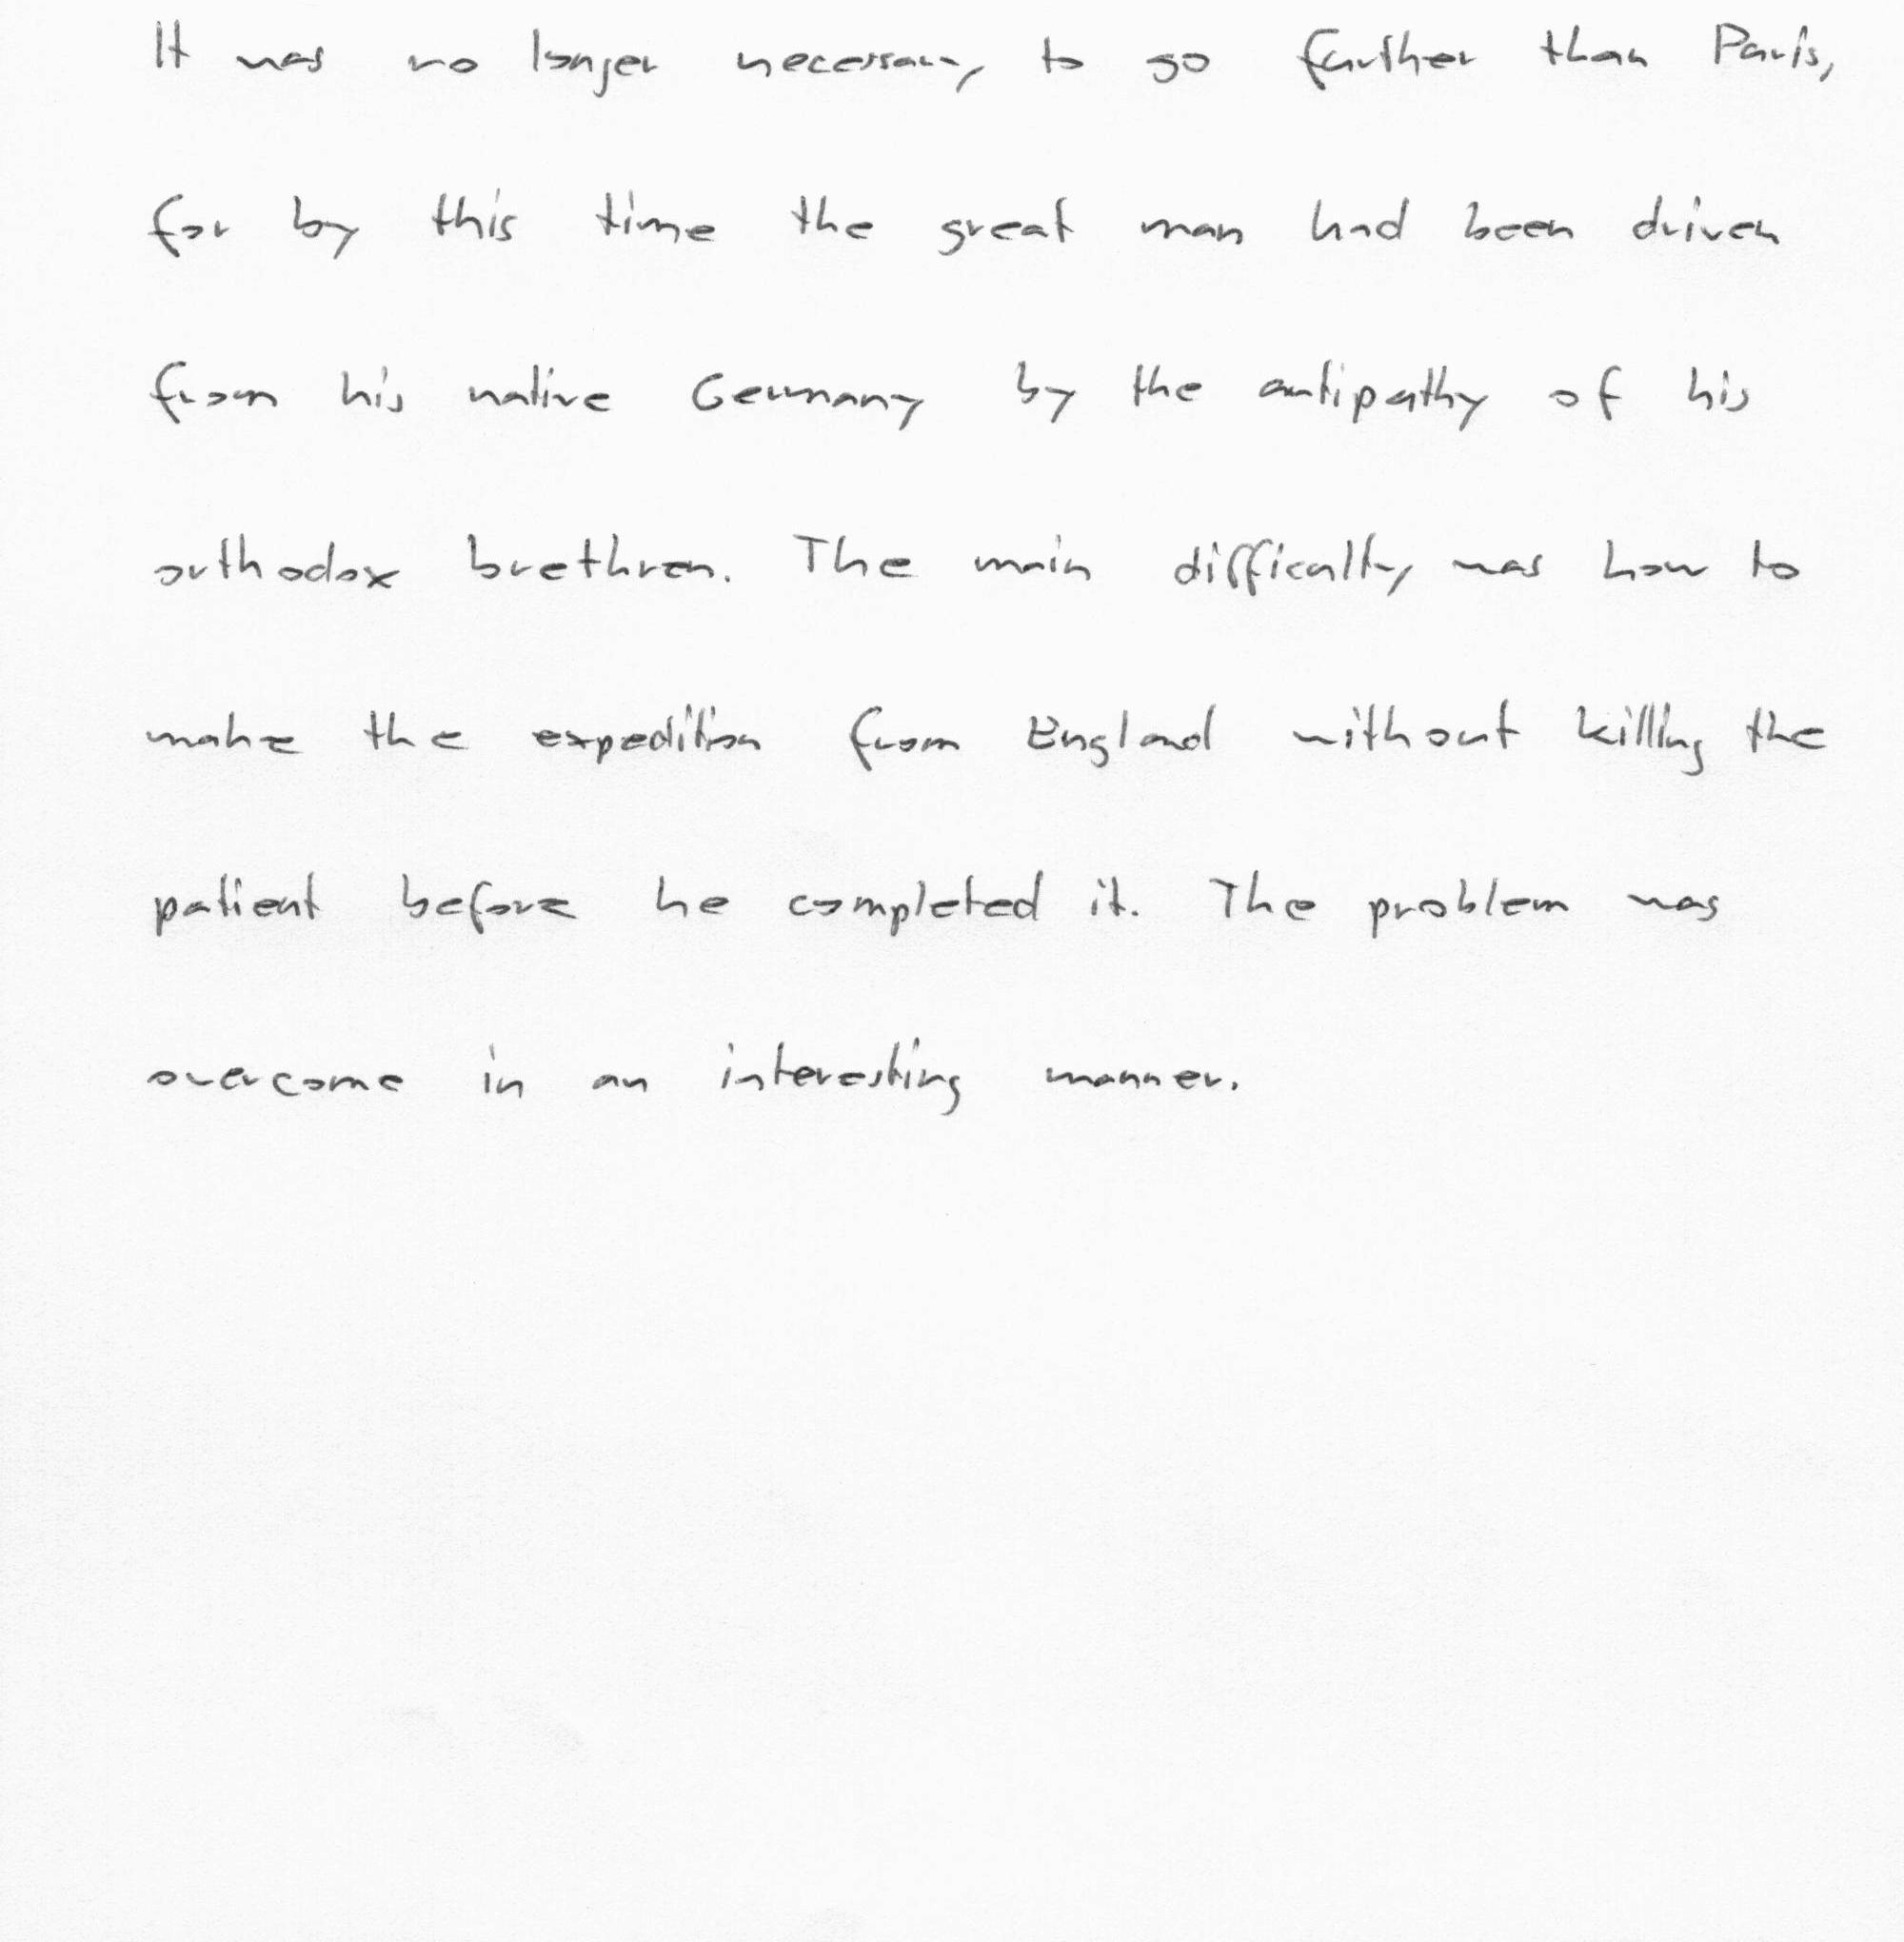 It was no longer necessary to go further than Paris,
for by this time the great man had been driven
from his native Germany by the antipathy of his
orthodox brethren. The main difficulty was how to
make the expedition from England without killing the
patient before he completed it. The problem was
overcome in an interesting manner.